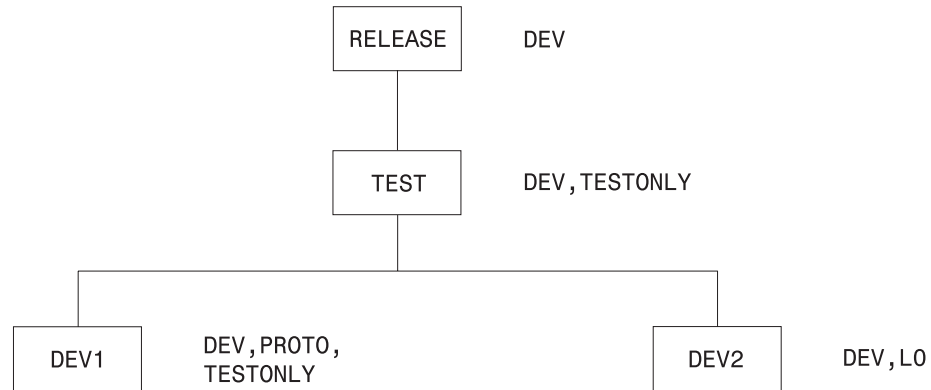 RELEASE
DEV
TEST
DEV,TESTONLY
DEV1
DEV,PROTO,
TESTONLY
DEV2
DEV,LO